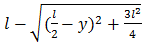 l − √((l/2 − y)² + 3l²/4)